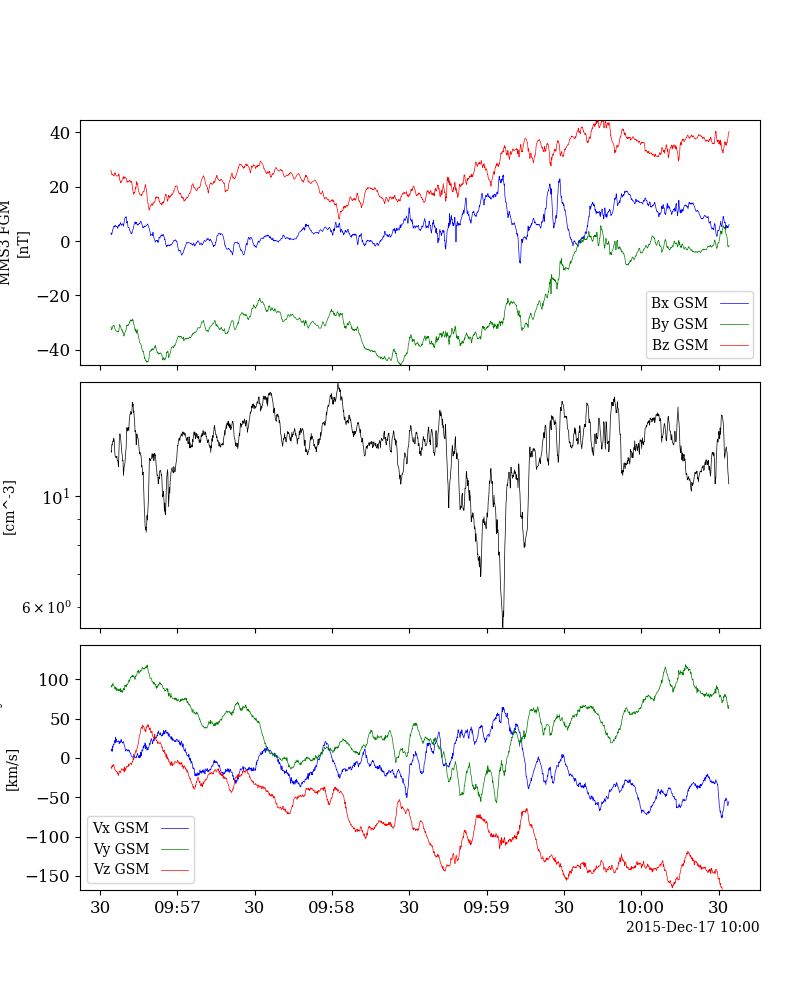 40
20
0
−20
−40
MMS3 FGM
[nT]
Bx GSM
By GSM
Bz GSM
10^1
6 × 10^0
[cm^-3]
100
50
0
−50
−100
−150
[km/s]
Vx GSM
Vy GSM
Vz GSM
30 09:57 30 09:58 30 09:59 30 10:00 30
2015-Dec-17 10:00